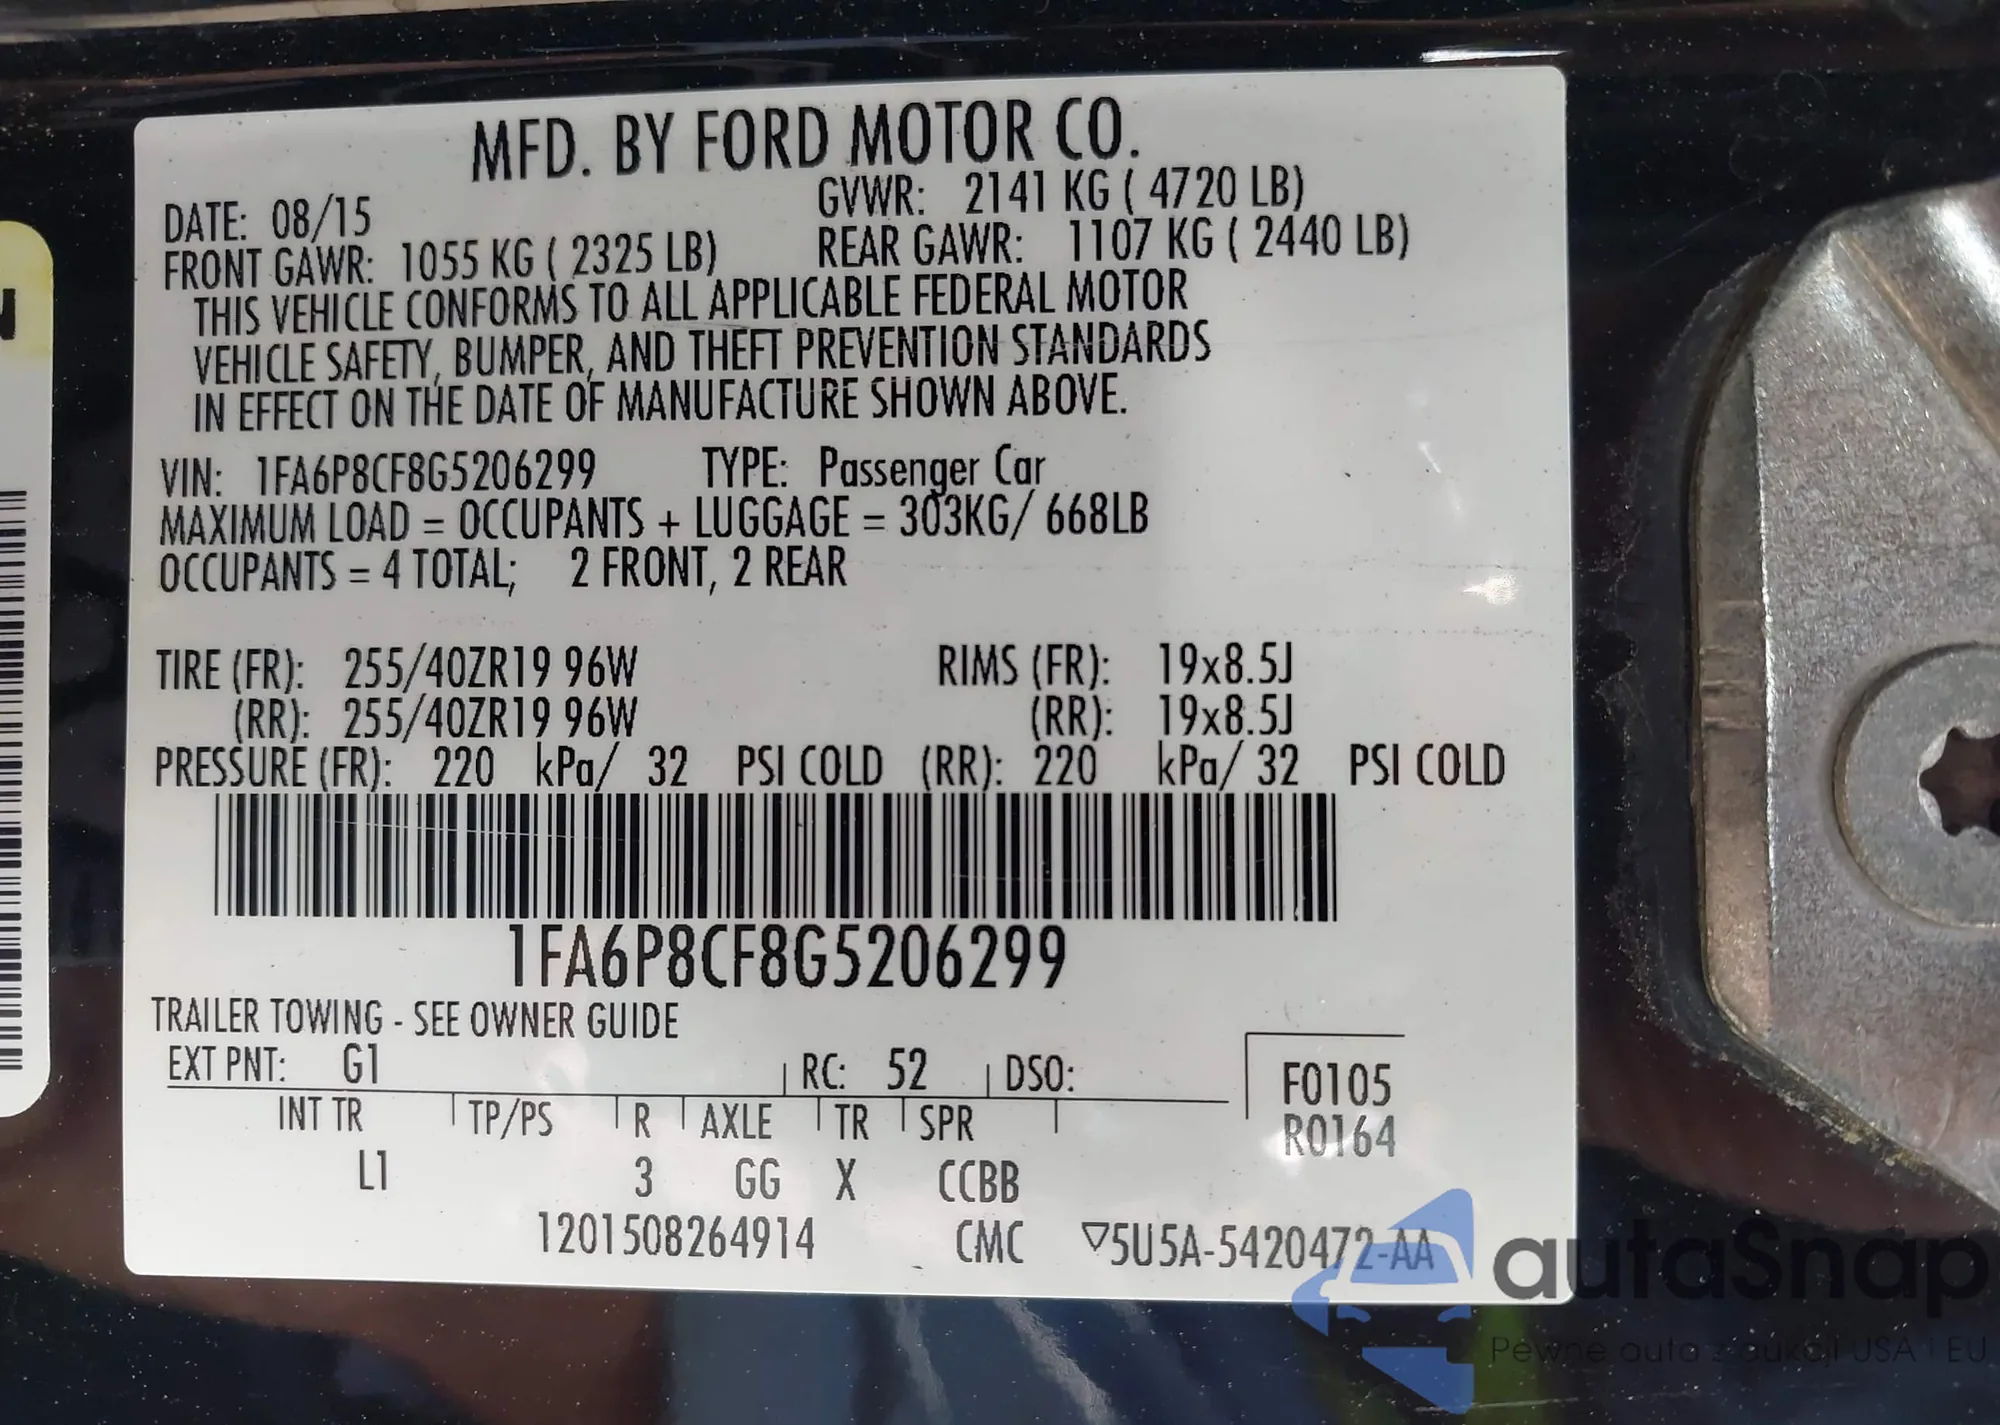 MFD. BY FORD MOTOR CO.
DATE: 08/15 GVWR: 2141 KG ( 4720 LB)
FRONT GAWR: 1055 KG ( 2325 LB) REAR GAWR: 1107 KG ( 2440 LB)
THIS VEHICLE CONFORMS TO ALL APPLICABLE FEDERAL MOTOR
VEHICLE SAFETY, BUMPER, AND THEFT PREVENTION STANDARDS
IN EFFECT ON THE DATE OF MANUFACTURE SHOWN ABOVE.
VIN: 1FA6P8CF8G5206299 TYPE: Passenger Car
MAXIMUM LOAD = OCCUPANTS + LUGGAGE = 303KG/ 668LB
OCCUPANTS = 4 TOTAL; 2 FRONT, 2 REAR
TIRE (FR): 255/40ZR19 96W RIMS (FR): 19x8.5J
(RR): 255/40ZR19 96W (RR): 19x8.5J
PRESSURE (FR): 220 kPa/ 32 PSI COLD (RR): 220 kPa/ 32 PSI COLD
1FA6P8CF8G5206299
TRAILER TOWING - SEE OWNER GUIDE
EXT PNT: G1 RC: 52 DSO: F0105
INT TR TP/PS R AXLE TR SPR R0164
L1 3 GG X CCBB
1201508264914 CMC ▽5U5A-5420472-AA
autaSnap
Pewne auto z aukcji USA i EU